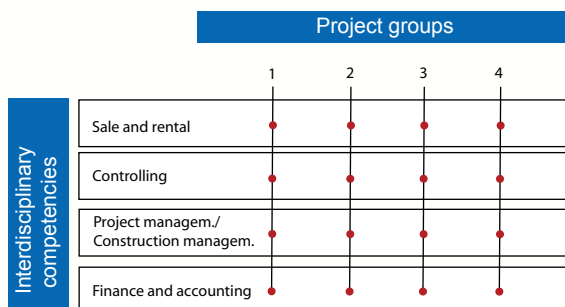 Project groups
1 2 3 4
Interdisciplinary
competencies
Sale and rental
Controlling
Project managem./
Construction managem.
Finance and accounting